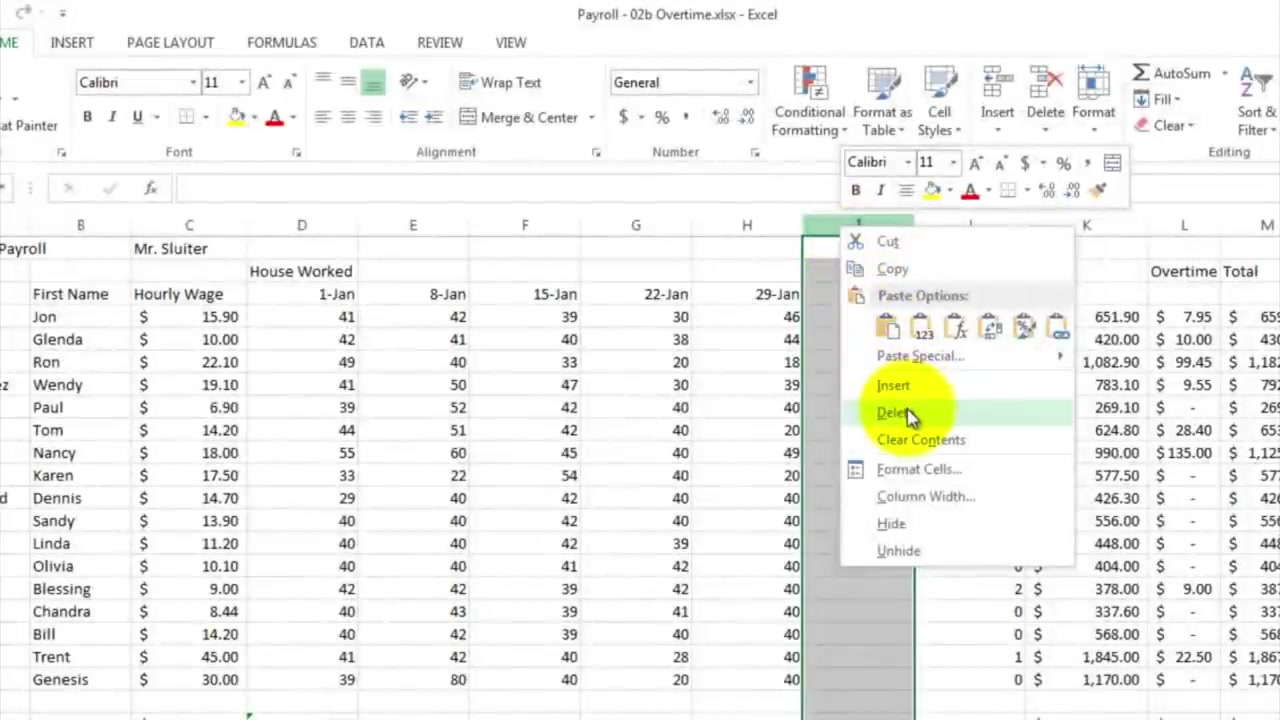 Payroll - 02b Overtime.xlsx - Excel
ME INSERT PAGE LAYOUT FORMULAS DATA REVIEW VIEW
Calibri 11 Wrap Text General Conditional Formatting Format as Table Cell Styles Insert Delete Format AutoSum Fill Clear Sort & Filter
B I U Merge & Center $ %
at Painter
Font Alignment Number Editing
Calibri 11 A A $ %
B I A
fx
B C D E F G H I J K L M
Payroll Mr. Sluiter
House Worked Overtime Total
First Name Hourly Wage 1-Jan 8-Jan 15-Jan 22-Jan 29-Jan
Jon $ 15.90 41 42 39 30 46 651.90 $ 7.95 $
Glenda $ 10.00 42 41 40 38 44 420.00 $ 10.00 $ 430
Ron $ 22.10 49 40 33 20 18 1,082.90 $ 99.45 $ 1,182
ez Wendy $ 19.10 41 50 47 30 39 783.10 $ 9.55 $ 792
Paul $ 6.90 39 52 42 40 40 269.10 $ - $ 269
Tom $ 14.20 44 51 42 40 20 624.80 $ 28.40 $ 653
Nancy $ 18.00 55 60 45 40 49 990.00 $ 135.00 $ 1,125
Karen $ 17.50 33 22 54 40 20 577.50 $ - $ 577
d Dennis $ 14.70 29 40 42 40 40 426.30 $ - $ 426
Sandy $ 13.90 40 40 42 40 40 556.00 $ - $ 556
Linda $ 11.20 40 40 42 39 40 448.00 $ - $ 448
Olivia $ 10.10 40 40 41 42 40 0 $ 404.00 $ - $ 404
Blessing $ 9.00 42 42 39 42 40 2 $ 378.00 $ 9.00 $ 387
Chandra $ 8.44 40 43 39 41 40 0 $ 337.60 $ - $ 337
Bill $ 14.20 40 42 39 40 40 0 $ 568.00 $ - $ 568
Trent $ 45.00 41 42 40 28 40 1 $ 1,845.00 $ 22.50 $ 1,867
Genesis $ 30.00 39 80 40 20 40 0 $ 1,170.00 $ - $ 1,170
Cut
Copy
Paste Options:
123 fx %
Paste Special...
Insert
Delete
Clear Contents
Format Cells...
Column Width...
Hide
Unhide